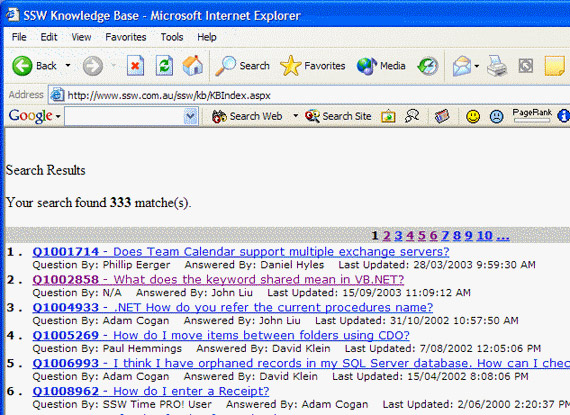 SSW Knowledge Base - Microsoft Internet Explorer
File Edit View Favorites Tools Help
Back Search Favorites Media
Address http://www.ssw.com.au/ssw/kb/KBIndex.aspx
Google Search Web Search Site PageRank
Search Results
Your search found 333 matche(s).
1 2 3 4 5 6 7 8 9 10 ...
1 . Q1001714 - Does Team Calendar support multiple exchange servers?
Question By: Phillip Eerger Answered By: Daniel Hyles Last Updated: 28/03/2003 9:59:30 AM
2 . Q1002858 - What does the keyword shared mean in VB.NET?
Question By: N/A Answered By: John Liu Last Updated: 15/09/2003 11:09:12 AM
3 . Q1004933 - .NET How do you refer the current procedures name?
Question By: Adam Cogan Answered By: John Liu Last Updated: 31/10/2002 10:57:50 AM
4 . Q1005269 - How do I move items between folders using CDO?
Question By: Paul Hemmings Answered By: David Klein Last Updated: 7/08/2002 12:05:06 PM
5 . Q1006993 - I think I have orphaned records in my SQL Server database. How can I chec
Question By: Adam Cogan Answered By: David Klein Last Updated: 15/04/2002 8:08:06 PM
6 . Q1008962 - How do I enter a Receipt?
Question By: SSW Time PRO! User Answered By: Adam Cogan Last Updated: 2/06/2000 2:20:37 PM